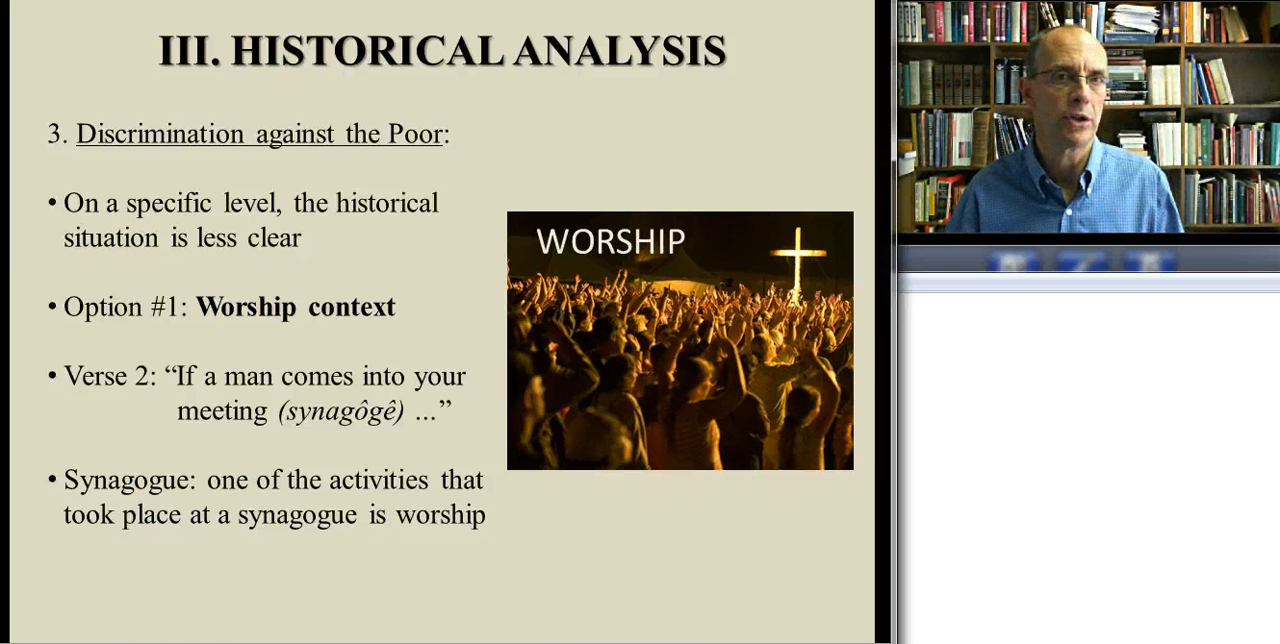 III. HISTORICAL ANALYSIS
3. Discrimination against the Poor:
• On a specific level, the historical
situation is less clear
• Option #1: Worship context
• Verse 2: “If a man comes into your
meeting (synagôgê) ...”
• Synagogue: one of the activities that
took place at a synagogue is worship
WORSHIP